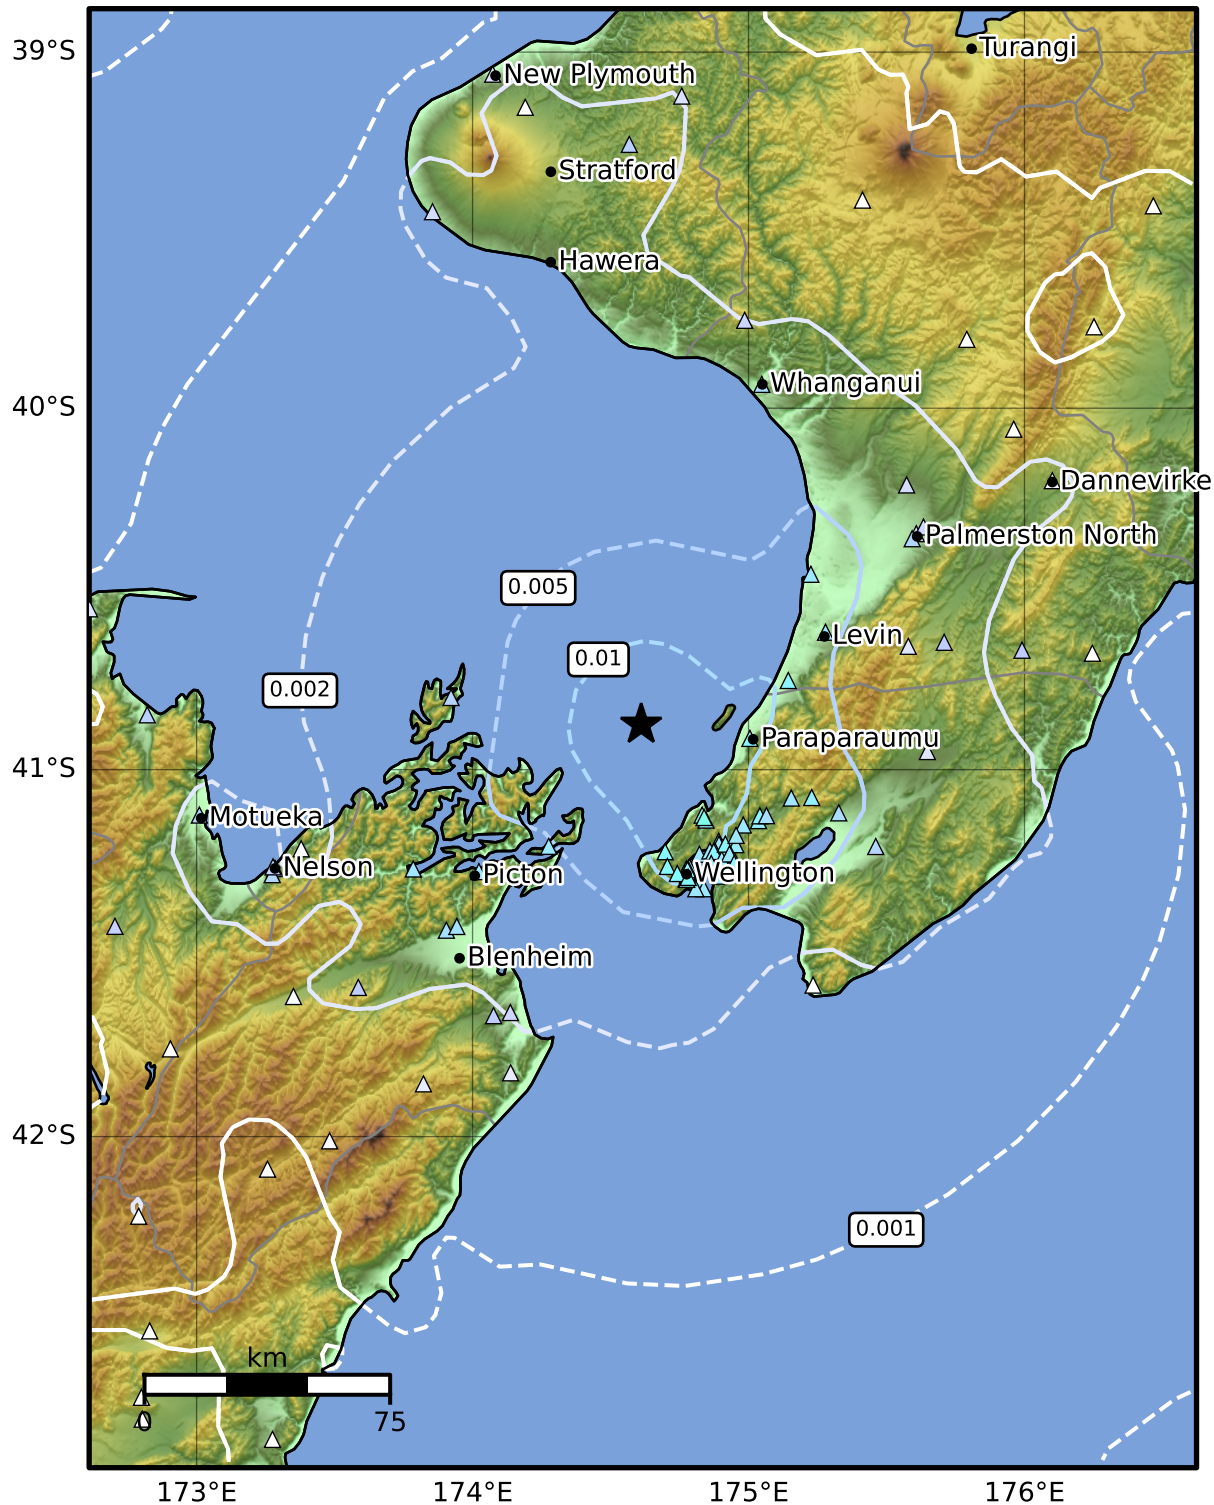 39°S
Turangi
New Plymouth
Stratford
Hawera
Whanganui
40°S
Dannevirke
Palmerston North
0.005
Levin
0.01
0.002
Paraparaumu
41°S
Motueka
Nelson
Picton
Wellington
Blenheim
42°S
0.001
km
0
75
173°E
174°E
175°E
176°E